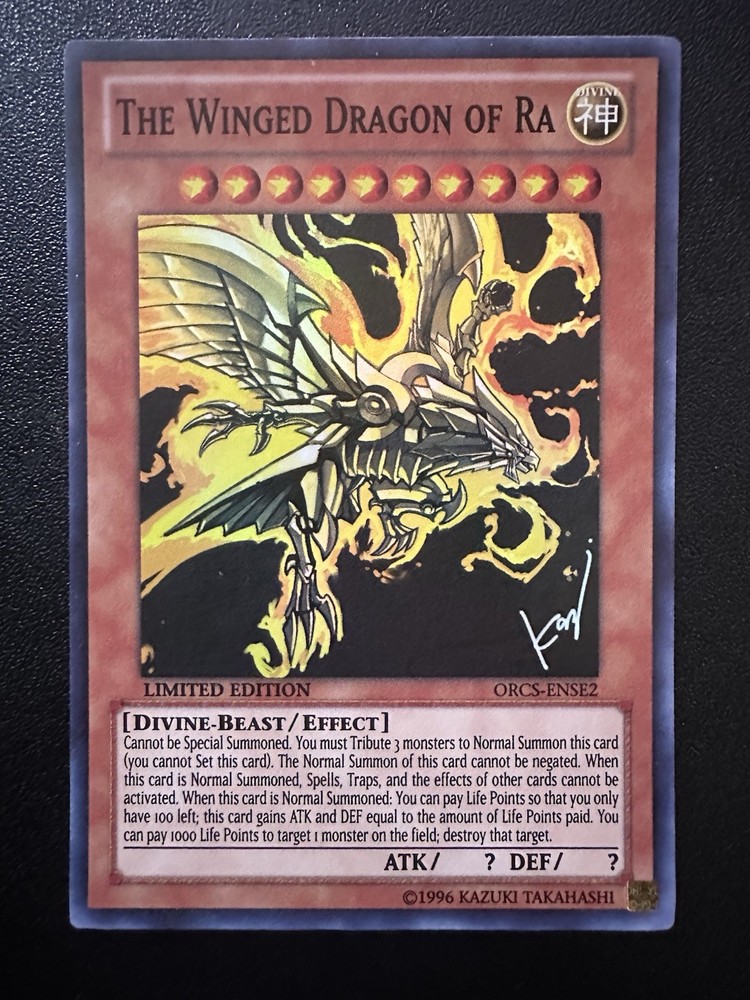 THE WINGED DRAGON OF RA
DIVINE
神
LIMITED EDITION
ORCS-ENSE2
[DIVINE-BEAST/EFFECT]
Cannot be Special Summoned. You must Tribute 3 monsters to Normal Summon this card
(you cannot Set this card). The Normal Summon of this card cannot be negated. When
this card is Normal Summoned, Spells, Traps, and the effects of other cards cannot be
activated. When this card is Normal Summoned: You can pay Life Points so that you only
have 100 left; this card gains ATK and DEF equal to the amount of Life Points paid. You
can pay 1000 Life Points to target 1 monster on the field; destroy that target.
ATK/ ? DEF/ ?
©1996 KAZUKI TAKAHASHI